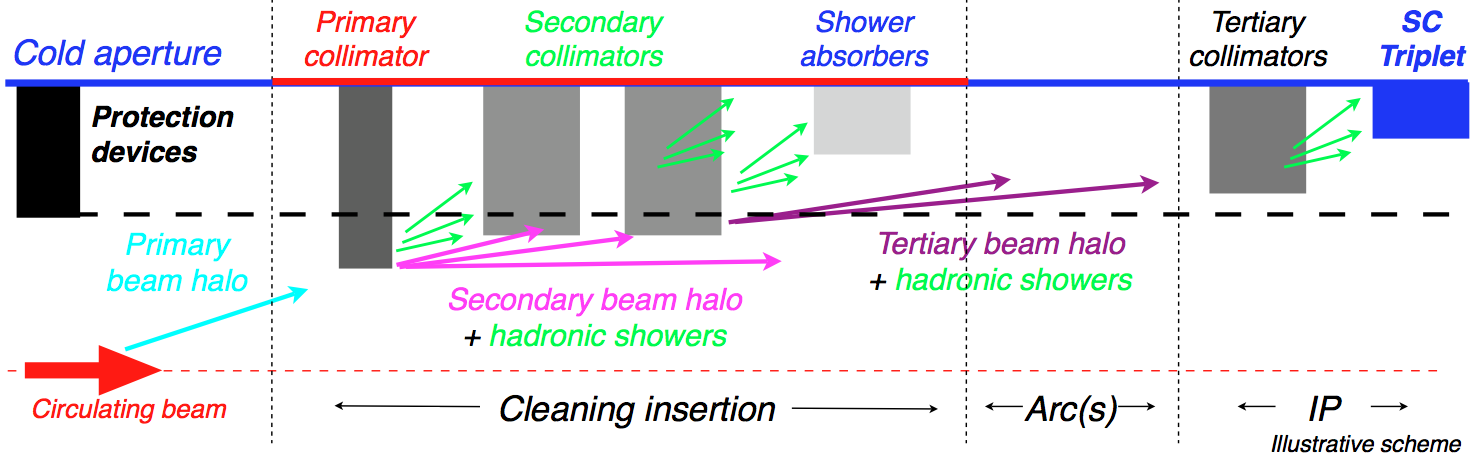 Cold aperture
Primary
collimator
Secondary
collimators
Shower
absorbers
Tertiary
collimators
SC
Triplet
Protection
devices
Primary
beam halo
Secondary beam halo
+ hadronic showers
Tertiary beam halo
+ hadronic showers
Circulating beam
Cleaning insertion
Arc(s)
IP
Illustrative scheme